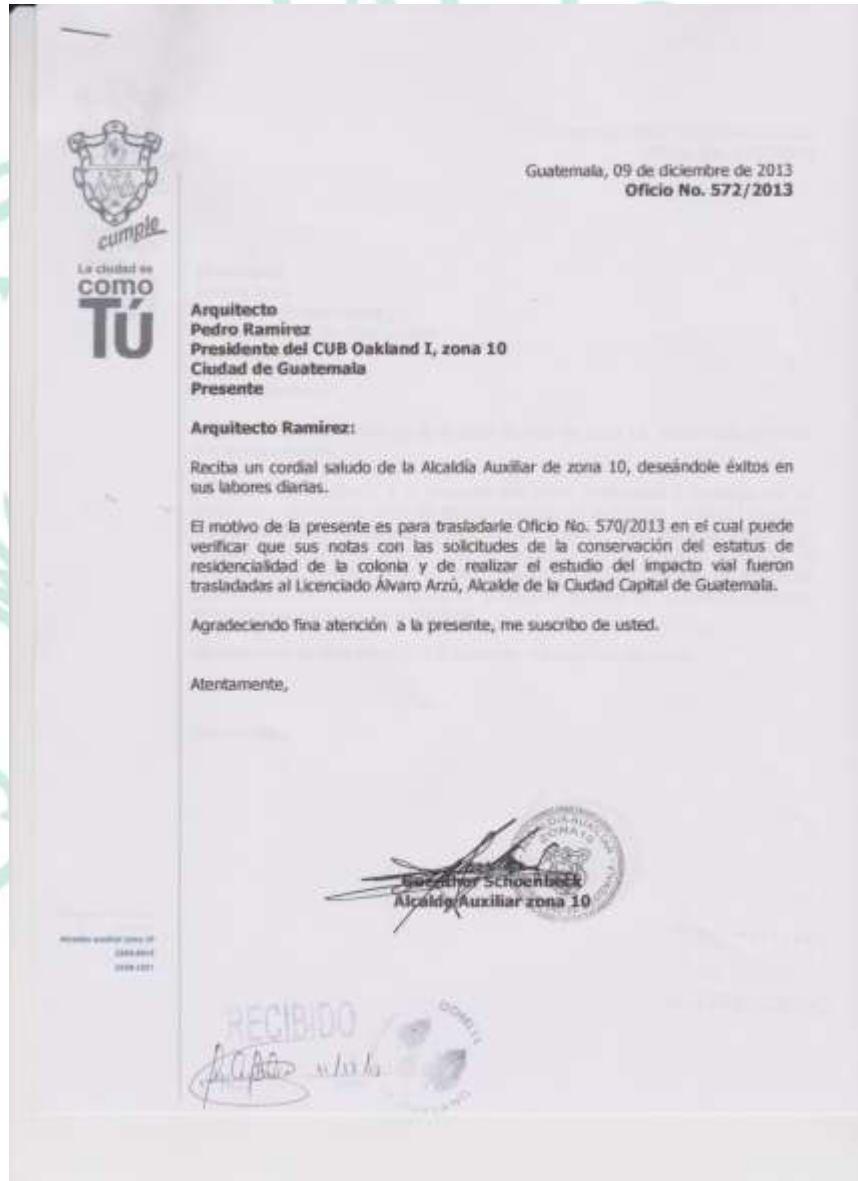 cumple
La ciudad es
como
TÚ
Guatemala, 09 de diciembre de 2013
Oficio No. 572/2013
Arquitecto
Pedro Ramírez
Presidente del CUB Oakland I, zona 10
Ciudad de Guatemala
Presente
Arquitecto Ramírez:
Reciba un cordial saludo de la Alcaldía Auxiliar de zona 10, deseándole éxitos en
sus labores diarias.
El motivo de la presente es para trasladarle Oficio No. 570/2013 en el cual puede
verificar que sus notas con las solicitudes de la conservación del estatus de
residencialidad de la colonia y de realizar el estudio del impacto vial fueron
trasladadas al Licenciado Álvaro Arzú, Alcalde de la Ciudad Capital de Guatemala.
Agradeciendo fina atención a la presente, me suscribo de usted.
Atentamente,
Schoenbeck
Alcalde Auxiliar zona 10
Alcaldía auxiliar zona 10
RECIBIDO